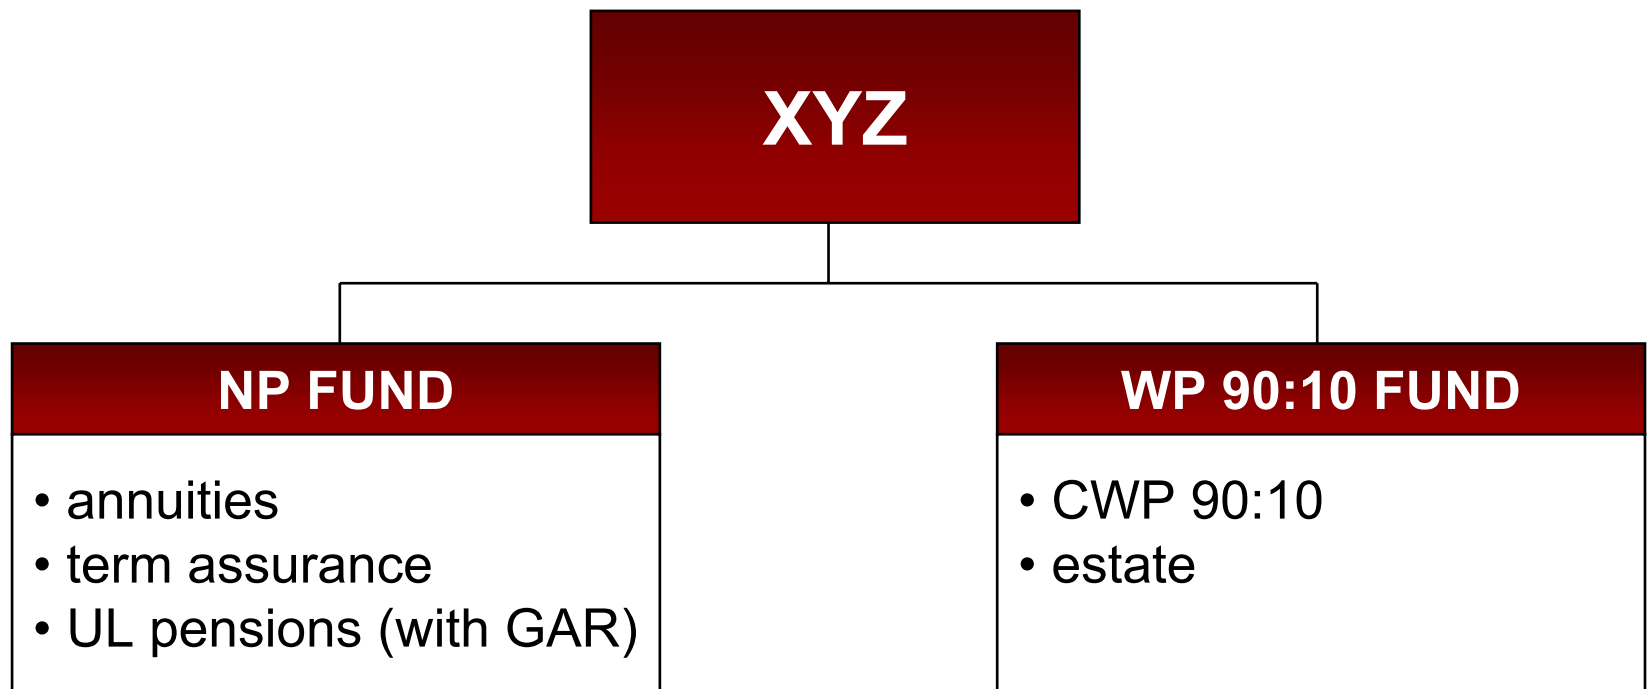 XYZ
NP FUND
• annuities
• term assurance
• UL pensions (with GAR)
WP 90:10 FUND
• CWP 90:10
• estate